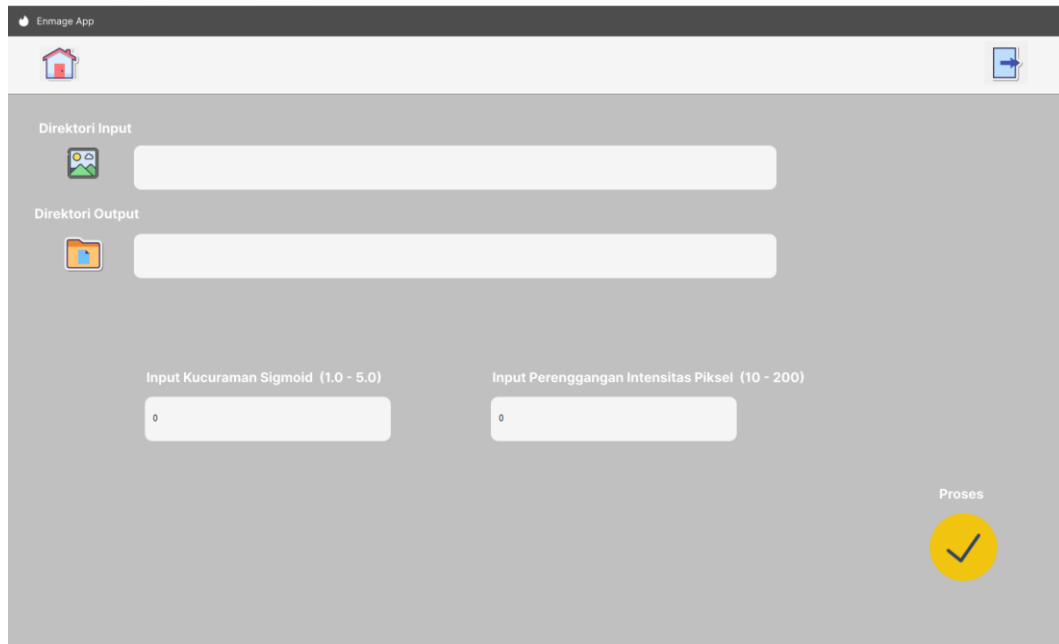 Enmage App
Direktori Input
Direktori Output
Input Kucuraman Sigmoid (1.0 - 5.0)
Input Perenggangan Intensitas Piksel (10 - 200)
0
0
Proses